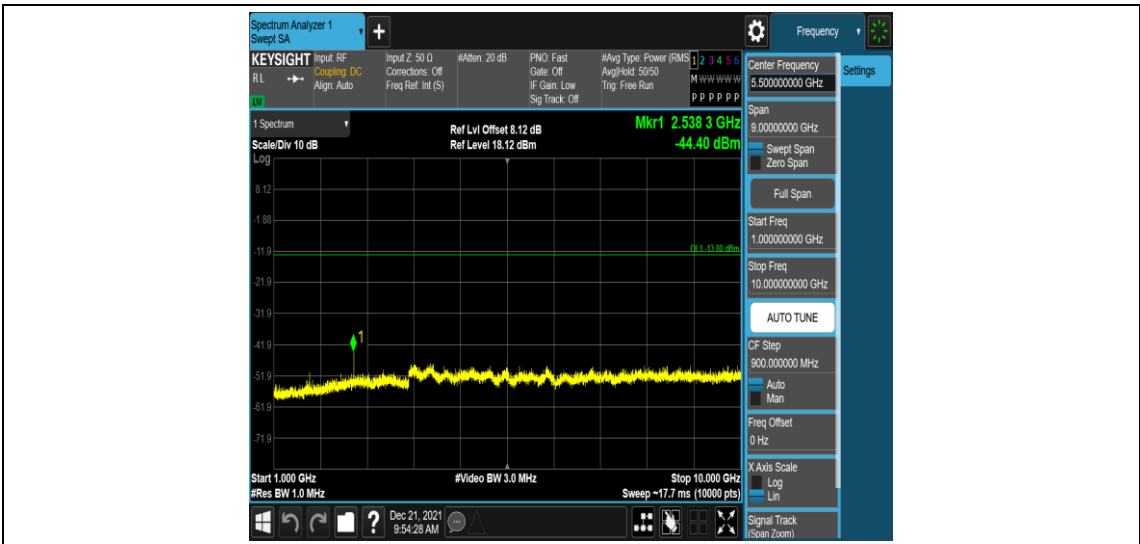 Spectrum Analyzer 1
Swept SA
+
Frequency
KEYSIGHT
RL
LXI
Input: RF
Coupling: DC
Align: Auto
Input Z: 50 Ω
Corrections: Off
Freq Ref: Int (S)
#Atten: 20 dB
PNO: Fast
Gate: Off
IF Gain: Low
Sig Track: Off
#Avg Type: Power (RMS
Avg|Hold: 50/50
Trig: Free Run
1 2 3 4 5 6
M W W W W W
P P P P P P
1 Spectrum
Scale/Div 10 dB
Log
Ref Lvl Offset 8.12 dB
Ref Level 18.12 dBm
Mkr1 2.538 3 GHz
-44.40 dBm
8.12
-1.88
-11.9
DL1 -13.00 dBm
-21.9
-31.9
1
-41.9
-51.9
-61.9
-71.9
Start 1.000 GHz
#Res BW 1.0 MHz
#Video BW 3.0 MHz
Stop 10.000 GHz
Sweep ~17.7 ms (10000 pts)
?
Dec 21, 2021
9:54:28 AM
Center Frequency
5.500000000 GHz
Settings
Span
9.00000000 GHz
Swept Span
Zero Span
Full Span
Start Freq
1.000000000 GHz
Stop Freq
10.000000000 GHz
AUTO TUNE
CF Step
900.000000 MHz
Auto
Man
Freq Offset
0 Hz
X Axis Scale
Log
Lin
Signal Track
(Span Zoom)